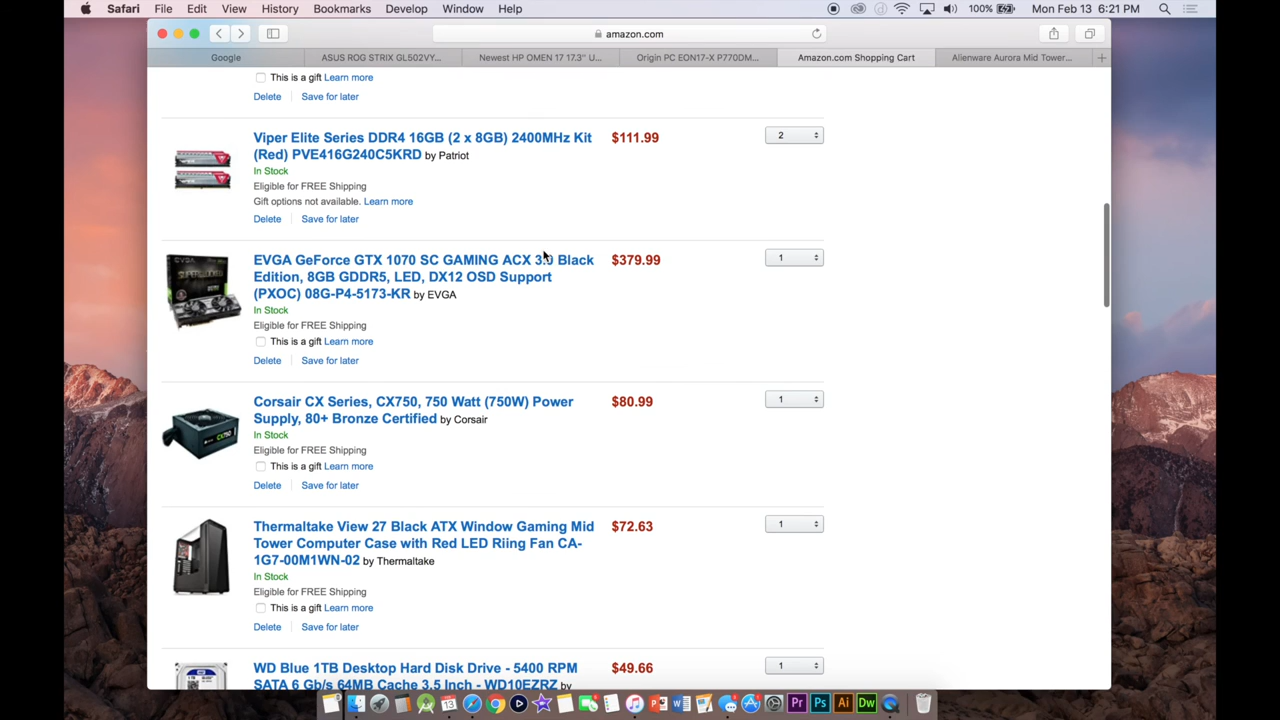 Safari File Edit View History Bookmarks Develop Window Help 100% Mon Feb 13 6:21 PM
amazon.com
Google ASUS ROG STRIX GL502VY... Newest HP OMEN 17 17.3" U... Origin PC EON17-X P770DM... Amazon.com Shopping Cart Alienware Aurora Mid Tower... +
This is a gift Learn more
Delete Save for later
Viper Elite Series DDR4 16GB (2 x 8GB) 2400MHz Kit $111.99 2
(Red) PVE416G240C5KRD by Patriot
In Stock
Eligible for FREE Shipping
Gift options not available. Learn more
Delete Save for later
EVGA GeForce GTX 1070 SC GAMING ACX 3.0 Black $379.99 1
Edition, 8GB GDDR5, LED, DX12 OSD Support
(PXOC) 08G-P4-5173-KR by EVGA
In Stock
Eligible for FREE Shipping
This is a gift Learn more
Delete Save for later
Corsair CX Series, CX750, 750 Watt (750W) Power $80.99 1
Supply, 80+ Bronze Certified by Corsair
In Stock
Eligible for FREE Shipping
This is a gift Learn more
Delete Save for later
Thermaltake View 27 Black ATX Window Gaming Mid $72.63 1
Tower Computer Case with Red LED Riing Fan CA-
1G7-00M1WN-02 by Thermaltake
In Stock
Eligible for FREE Shipping
This is a gift Learn more
Delete Save for later
WD Blue 1TB Desktop Hard Disk Drive - 5400 RPM $49.66 1
SATA 6 Gb/s 64MB Cache 3.5 Inch - WD10EZRZ by
Pr Ps Ai Dw